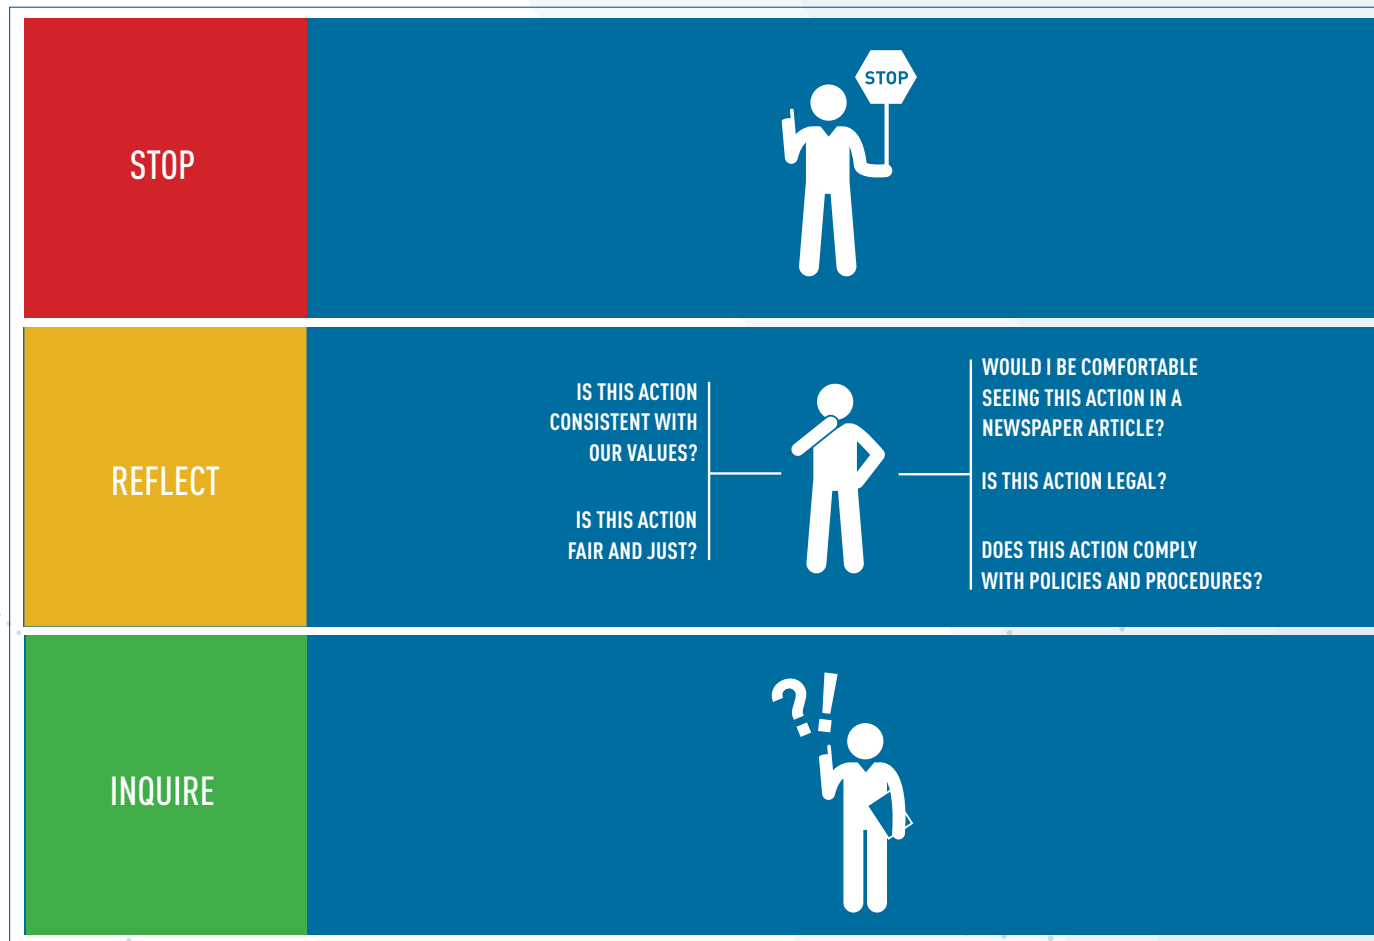 STOP
STOP
REFLECT
IS THIS ACTION
CONSISTENT WITH
OUR VALUES?
IS THIS ACTION
FAIR AND JUST?
WOULD I BE COMFORTABLE
SEEING THIS ACTION IN A
NEWSPAPER ARTICLE?
IS THIS ACTION LEGAL?
DOES THIS ACTION COMPLY
WITH POLICIES AND PROCEDURES?
INQUIRE
?!